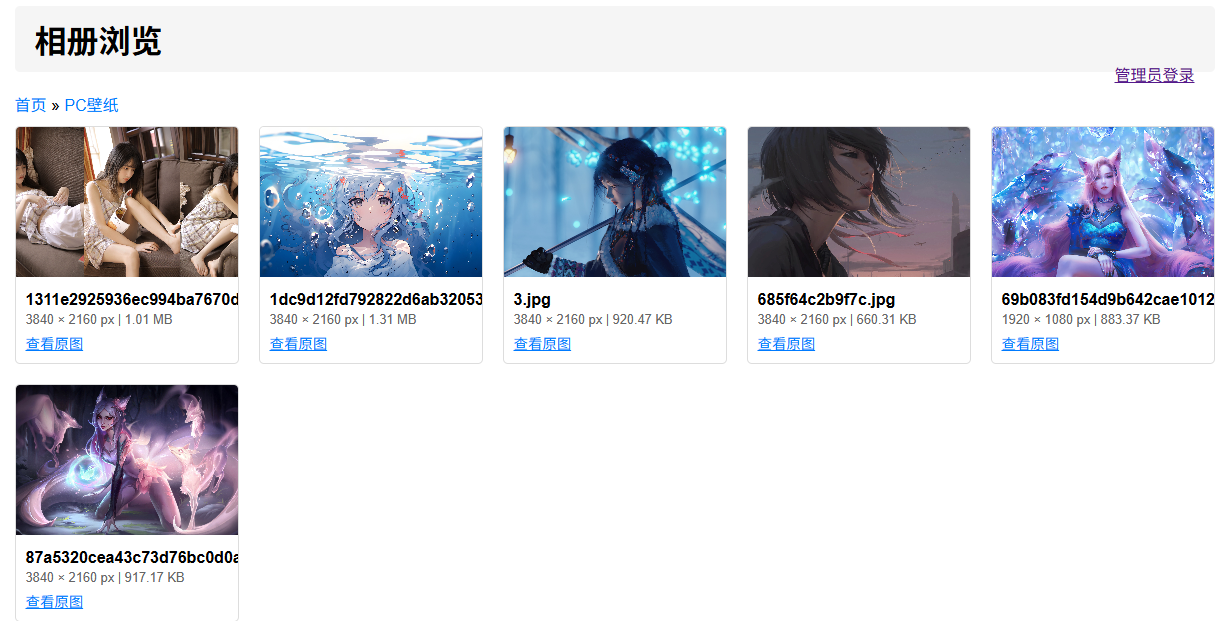 相册浏览
管理员登录
首页 » PC壁纸
1311e2925936ec994ba7670d
3840 × 2160 px | 1.01 MB
查看原图
1dc9d12fd792822d6ab32053
3840 × 2160 px | 1.31 MB
查看原图
3.jpg
3840 × 2160 px | 920.47 KB
查看原图
685f64c2b9f7c.jpg
3840 × 2160 px | 660.31 KB
查看原图
69b083fd154d9b642cae1012
1920 × 1080 px | 883.37 KB
查看原图
87a5320cea43c73d76bc0d0a
3840 × 2160 px | 917.17 KB
查看原图